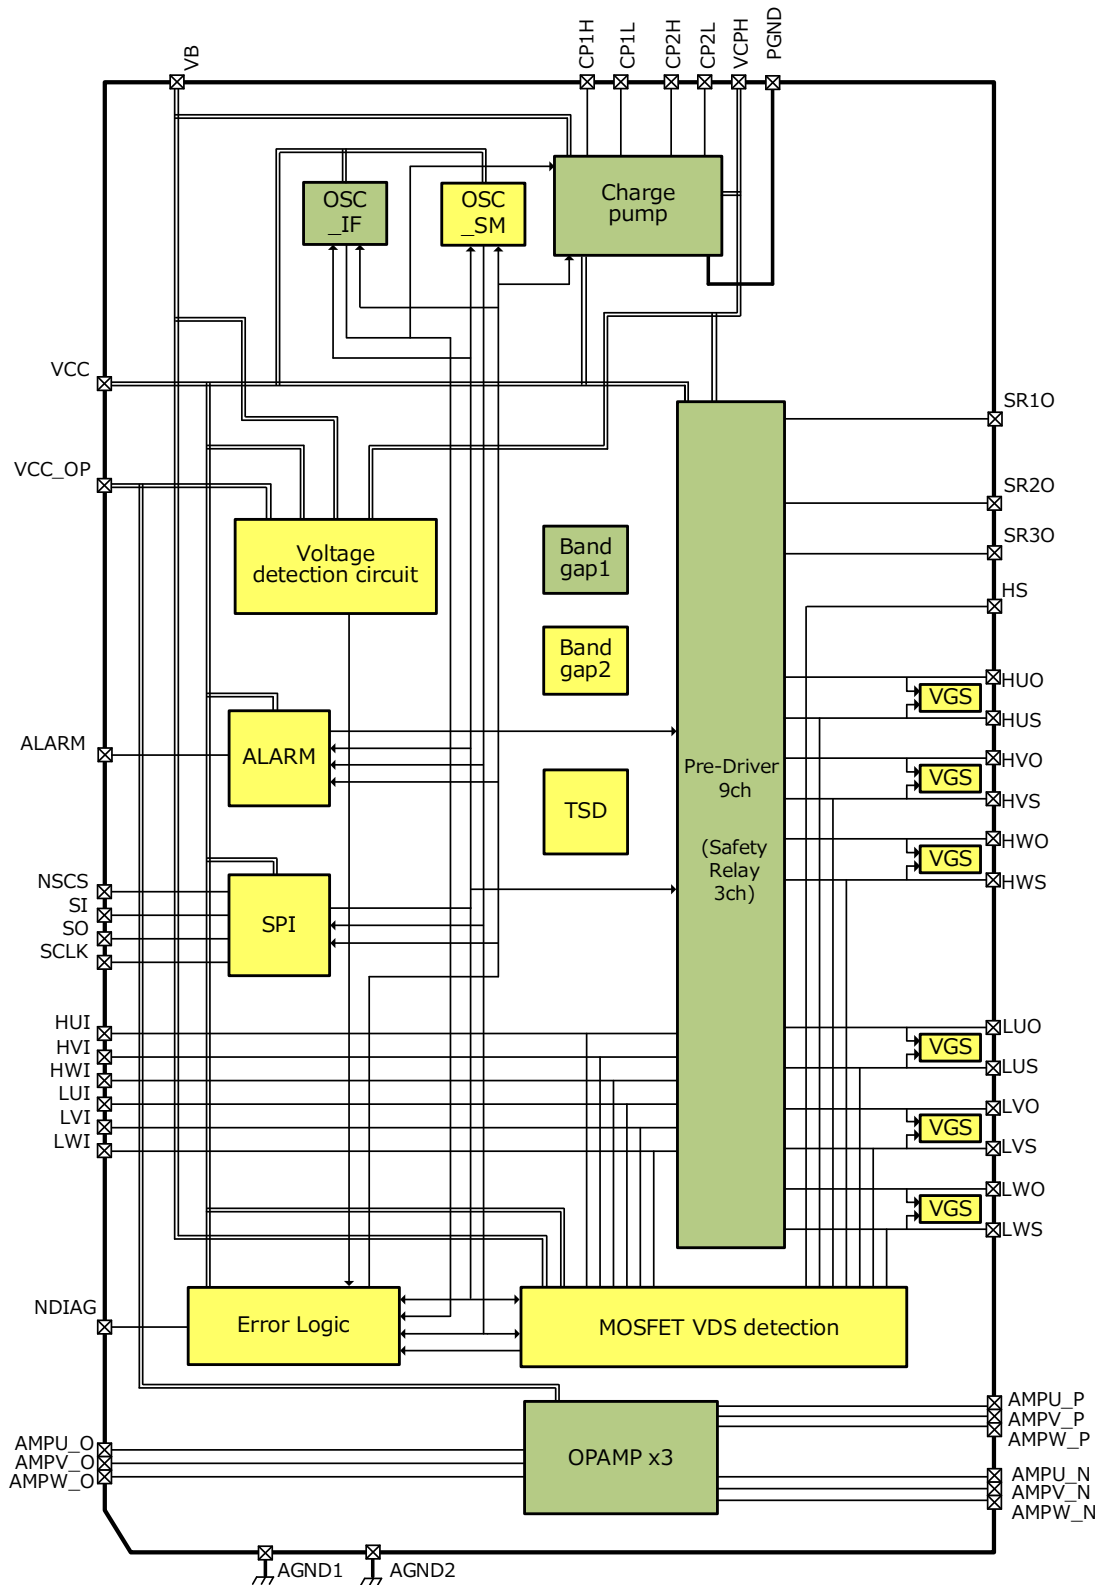 VB
CP1H
CP1L
CP2H
CP2L
VCPH
PGND
OSC
_IF
OSC
_SM
Charge
pump
VCC
SR1O
VCC_OP
SR2O
SR3O
Voltage
detection circuit
Band
gap1
HS
Band
gap2
HUO
VGS
HUS
ALARM
ALARM
Pre-Driver
9ch
(Safety
Relay
3ch)
HVO
VGS
HVS
TSD
HWO
VGS
HWS
NSCS
SI
SO
SCLK
SPI
HUI
HVI
HWI
LUI
LVI
LWI
LUO
VGS
LUS
LVO
VGS
LVS
LWO
VGS
LWS
NDIAG
Error Logic
MOSFET VDS detection
AMPU_P
AMPV_P
AMPW_P
AMPU_O
AMPV_O
AMPW_O
OPAMP x3
AMPU_N
AMPV_N
AMPW_N
AGND1
AGND2